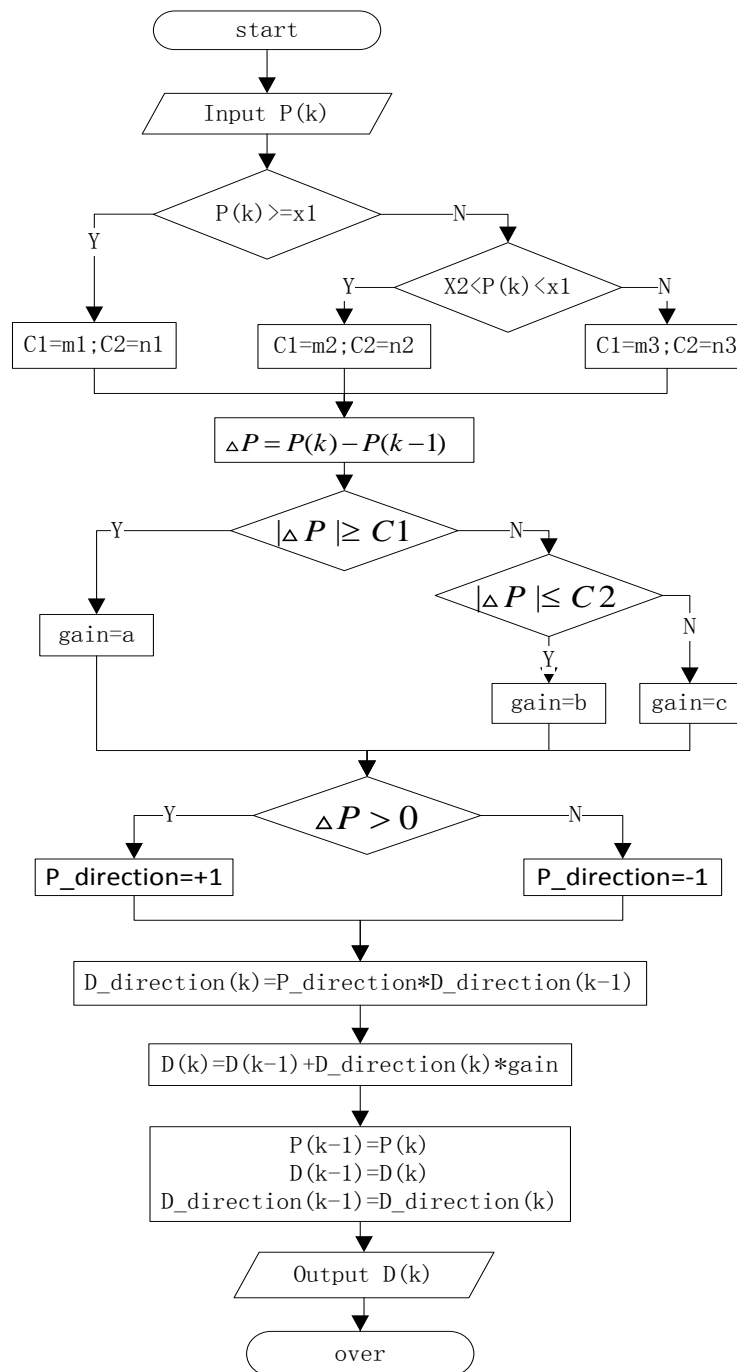 start
Input P(k)
P(k)>=x1
Y
N
X2<P(k)<x1
Y
N
C1=m1;C2=n1
C1=m2;C2=n2
C1=m3;C2=n3
△P=P(k)−P(k−1)
|△P|≥C1
Y
N
|△P|≤C2
gain=a
Y
N
gain=b
gain=c
△P>0
Y
N
P_direction=+1
P_direction=-1
D_direction(k)=P_direction*D_direction(k-1)
D(k)=D(k-1)+D_direction(k)*gain
P(k-1)=P(k)
D(k-1)=D(k)
D_direction(k-1)=D_direction(k)
Output D(k)
over